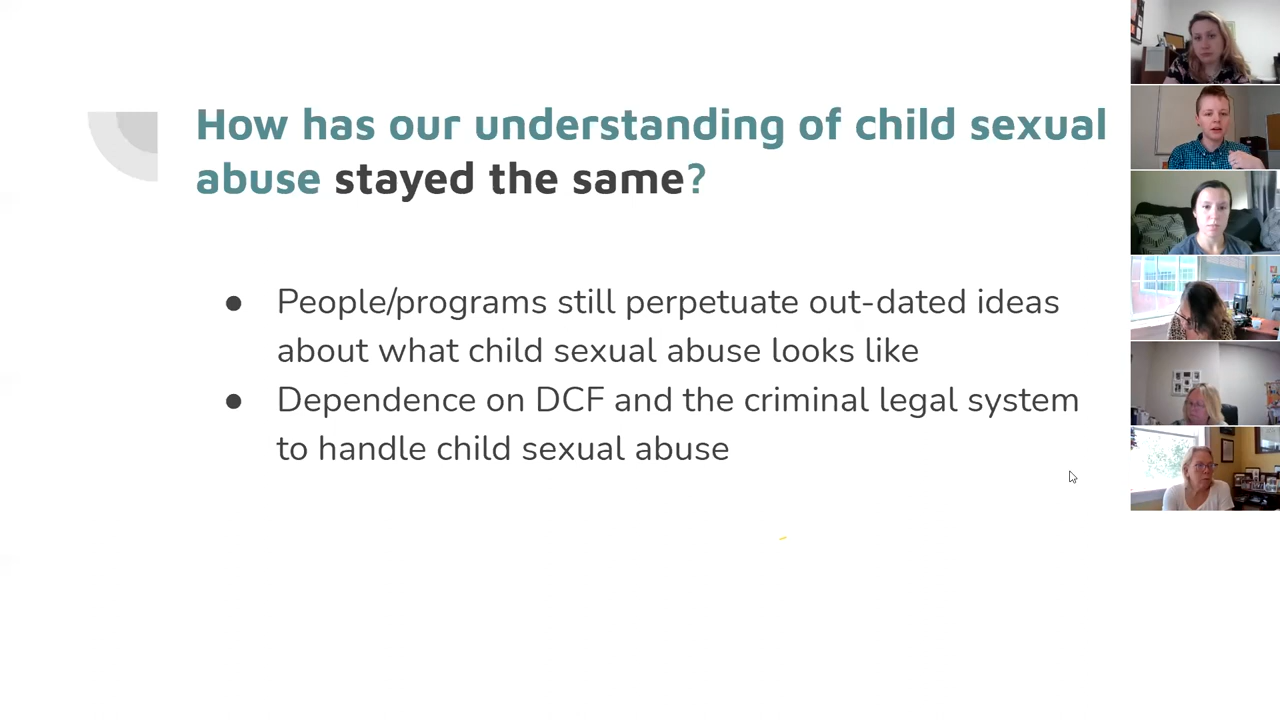 How has our understanding of child sexual
abuse stayed the same?
● People/programs still perpetuate out-dated ideas
about what child sexual abuse looks like
● Dependence on DCF and the criminal legal system
to handle child sexual abuse